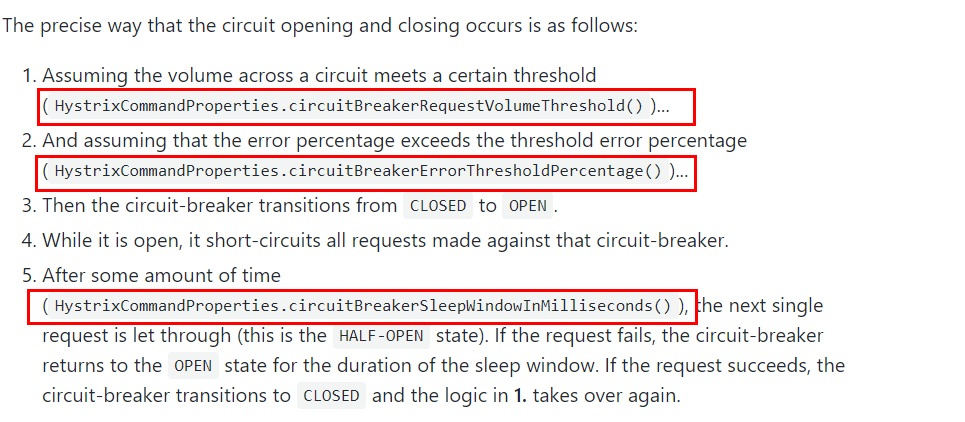 The precise way that the circuit opening and closing occurs is as follows:
1. Assuming the volume across a circuit meets a certain threshold
( HystrixCommandProperties.circuitBreakerRequestVolumeThreshold() )...
2. And assuming that the error percentage exceeds the threshold error percentage
( HystrixCommandProperties.circuitBreakerErrorThresholdPercentage() )...
3. Then the circuit-breaker transitions from CLOSED to OPEN .
4. While it is open, it short-circuits all requests made against that circuit-breaker.
5. After some amount of time
( HystrixCommandProperties.circuitBreakerSleepWindowInMilliseconds() ), the next single
request is let through (this is the HALF-OPEN state). If the request fails, the circuit-breaker
returns to the OPEN state for the duration of the sleep window. If the request succeeds, the
circuit-breaker transitions to CLOSED and the logic in 1. takes over again.